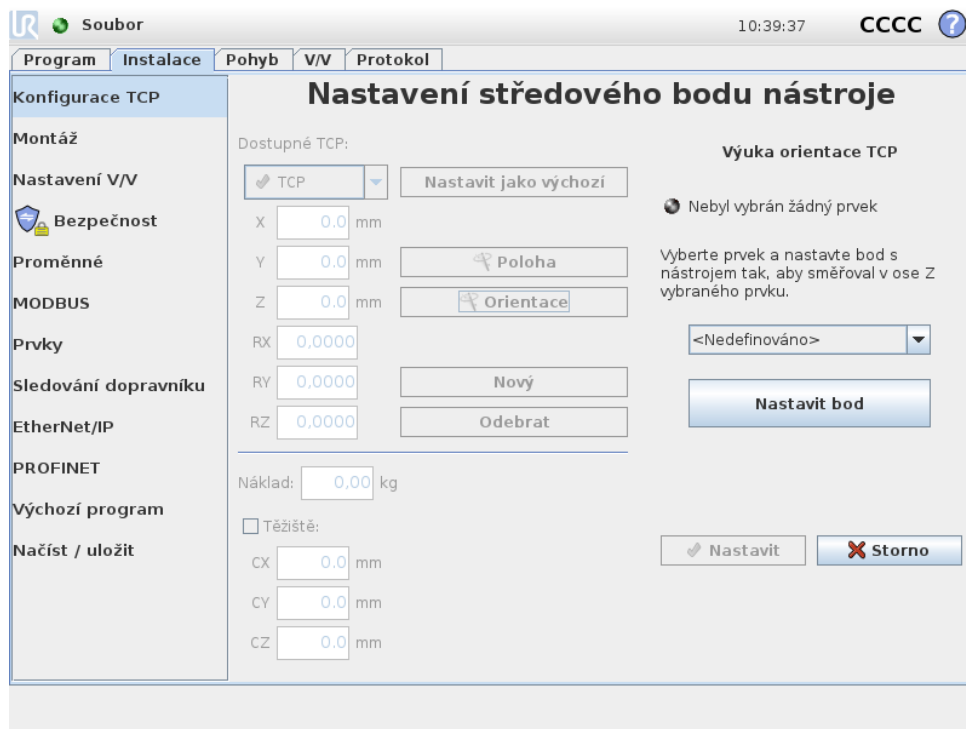 UR Soubor 10:39:37 CCCC ?
Program Instalace Pohyb V/V Protokol
Konfigurace TCP
Montáž
Nastavení V/V
Bezpečnost
Proměnné
MODBUS
Prvky
Sledování dopravníku
EtherNet/IP
PROFINET
Výchozí program
Načíst / uložit
Nastavení středového bodu nástroje
Dostupné TCP:
TCP Nastavit jako výchozí
X 0.0 mm
Y 0.0 mm Poloha
Z 0.0 mm Orientace
RX 0,0000
RY 0,0000 Nový
RZ 0,0000 Odebrat
Náklad: 0,00 kg
Těžiště:
CX 0.0 mm
CY 0.0 mm
CZ 0.0 mm
Výuka orientace TCP
Nebyl vybrán žádný prvek
Vyberte prvek a nastavte bod s
nástrojem tak, aby směřoval v ose Z
vybraného prvku.
<Nedefinováno>
Nastavit bod
Nastavit Storno